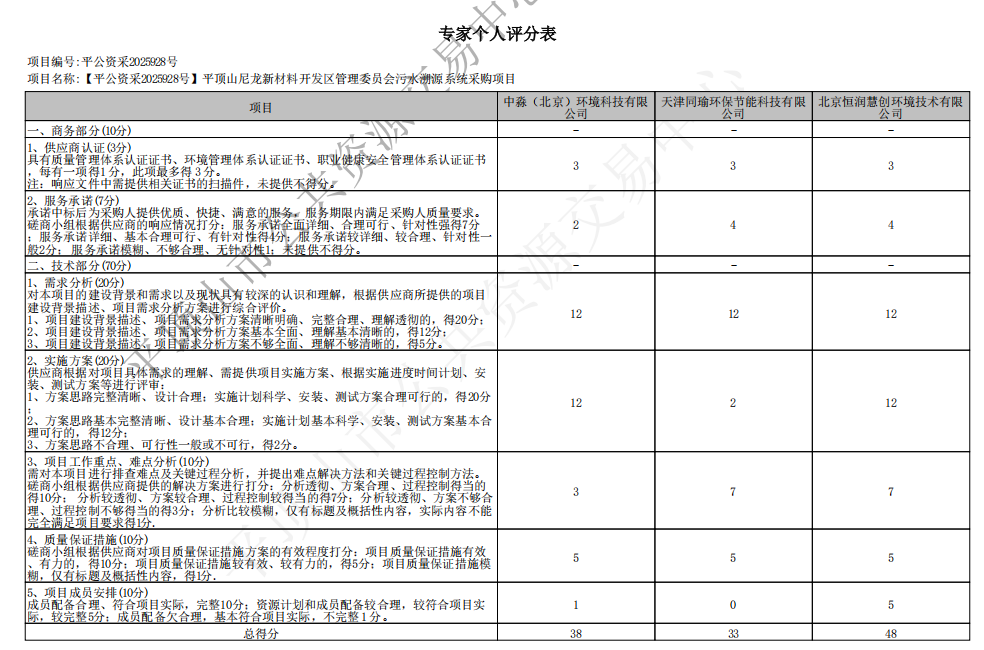 专家个人评分表
项目编号:平公资采2025928号
项目名称:【平公资采2025928号】平顶山尼龙新材料开发区管理委员会污水溯源系统采购项目
项目
中淼（北京）环境科技有限
公司
天津同瑜环保节能科技有限
公司
北京恒润慧创环境技术有限
公司
一、商务部分(10分)
-
-
-
1、供应商认证(3分)
具有质量管理体系认证证书、环境管理体系认证证书、职业健康安全管理体系认证证书
，每有一项得1 分，此项最多得 3 分。
注：响应文件中需提供相关证书的扫描件，未提供不得分。
3
3
3
2、服务承诺(7分)
承诺中标后为采购人提供优质、快捷、满意的服务，服务期限内满足采购人质量要求。
磋商小组根据供应商的响应情况打分：服务承诺全面详细、合理可行、针对性强得7分
；服务承诺详细、基本合理可行、有针对性得4分；服务承诺较详细、较合理、针对性一
般2分； 服务承诺模糊、不够合理、无针对性1；未提供不得分。
2
4
4
二、技术部分(70分)
-
-
-
1、需求分析(20分)
对本项目的建设背景和需求以及现状具有较深的认识和理解，根据供应商所提供的项目
建设背景描述、项目需求分析方案进行综合评价。
1、项目建设背景描述、项目需求分析方案清晰明确、完整合理、理解透彻的，得20分；
2、项目建设背景描述、项目需求分析方案基本全面、理解基本清晰的，得12分；
3、项目建设背景描述、项目需求分析方案不够全面、理解不够清晰的，得5分。
12
12
12
2、实施方案(20分)
供应商根据对项目具体需求的理解、需提供项目实施方案、根据实施进度时间计划、安
装、测试方案等进行评审：
1、方案思路完整清晰、设计合理；实施计划科学、安装、测试方案合理可行的，得20分
；
2、方案思路基本完整清晰、设计基本合理；实施计划基本科学、安装、测试方案基本合
理可行的，得12分；
3、方案思路不合理、可行性一般或不可行，得2分。
12
2
12
3、项目工作重点、难点分析(10分)
需对本项目进行排查难点及关键过程分析，并提出难点解决方法和关键过程控制方法。
磋商小组根据供应商提供的解决方案进行打分：分析透彻、方案合理、过程控制得当的
得10分； 分析较透彻、方案较合理、过程控制较得当的得7分；分析较透彻、方案不够合
理、过程控制不够得当的得3分；分析比较模糊，仅有标题及概括性内容，实际内容不能
完全满足项目要求得1分.
3
7
7
4、质量保证措施(10分)
磋商小组根据供应商对项目质量保证措施方案的有效程度打分：项目质量保证措施有效
、有力的，得10分；项目质量保证措施较有效、较有力的，得5分；项目质量保证措施模
糊，仅有标题及概括性内容，得1分.
5
5
5
5、项目成员安排(10分)
成员配备合理、符合项目实际，完整10分；资源计划和成员配备较合理，较符合项目实
际，较完整5分；成员配备欠合理，基本符合项目实际，不完整 1 分。
1
0
5
总得分
38
33
48
平顶山市公共资源交易中心
平顶山市公共资源交易中心